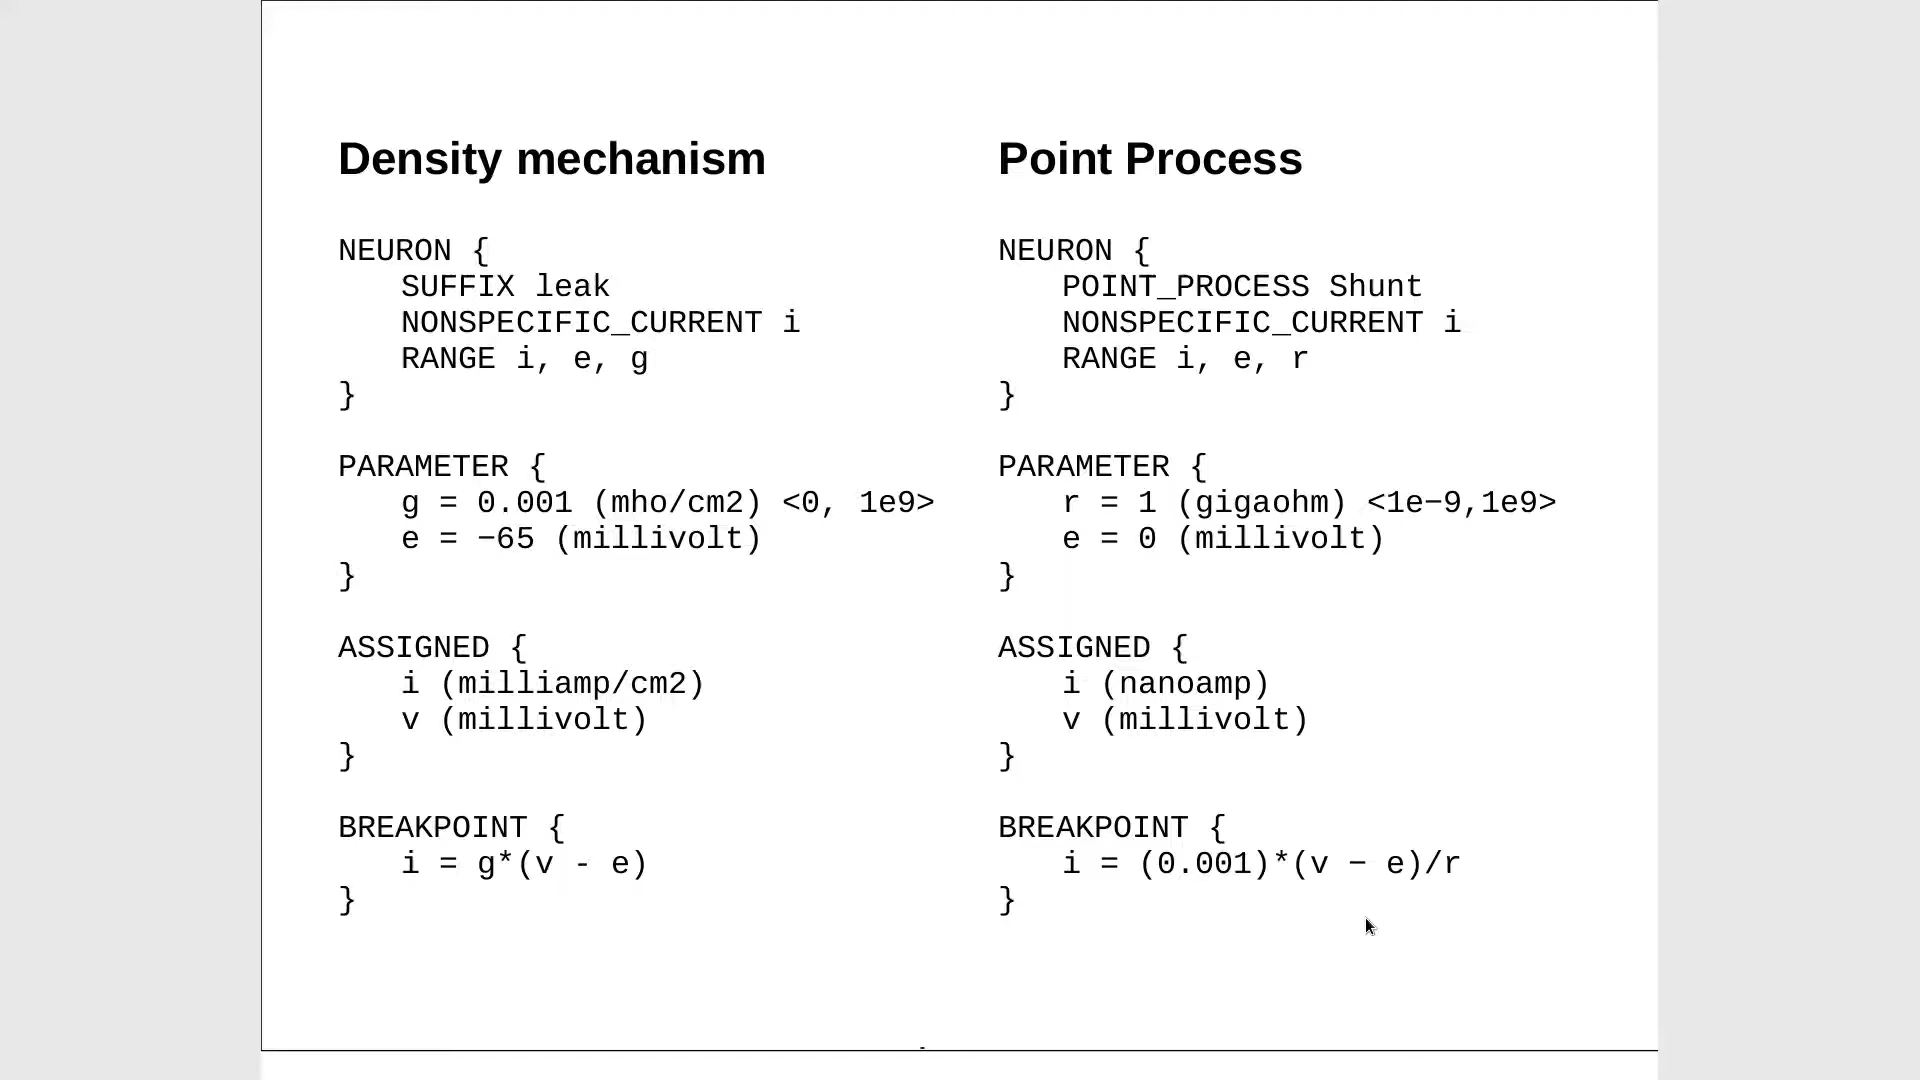 Density mechanism
NEURON {
SUFFIX leak
NONSPECIFIC_CURRENT i
RANGE i, e, g
}
PARAMETER {
g = 0.001 (mho/cm2) <0, 1e9>
e = −65 (millivolt)
}
ASSIGNED {
i (milliamp/cm2)
v (millivolt)
}
BREAKPOINT {
i = g*(v - e)
}
Point Process
NEURON {
POINT_PROCESS Shunt
NONSPECIFIC_CURRENT i
RANGE i, e, r
}
PARAMETER {
r = 1 (gigaohm) <1e−9,1e9>
e = 0 (millivolt)
}
ASSIGNED {
i (nanoamp)
v (millivolt)
}
BREAKPOINT {
i = (0.001)*(v − e)/r
}